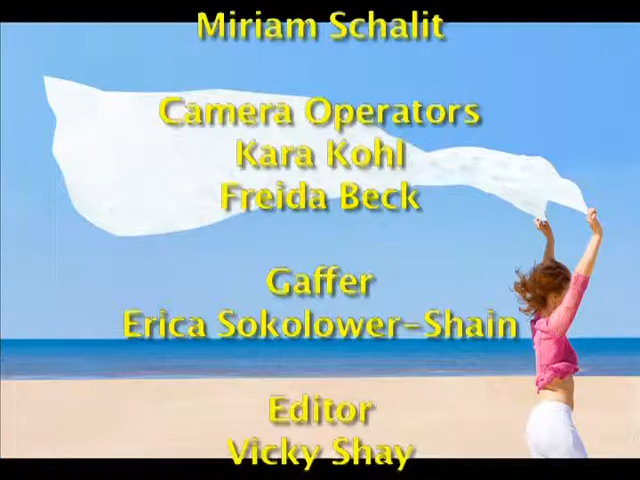 Miriam Schalit
Camera Operators
Kara Kohl
Freida Beck
Gaffer
Erica Sokolower-Shain
Editor
Vicky Shay